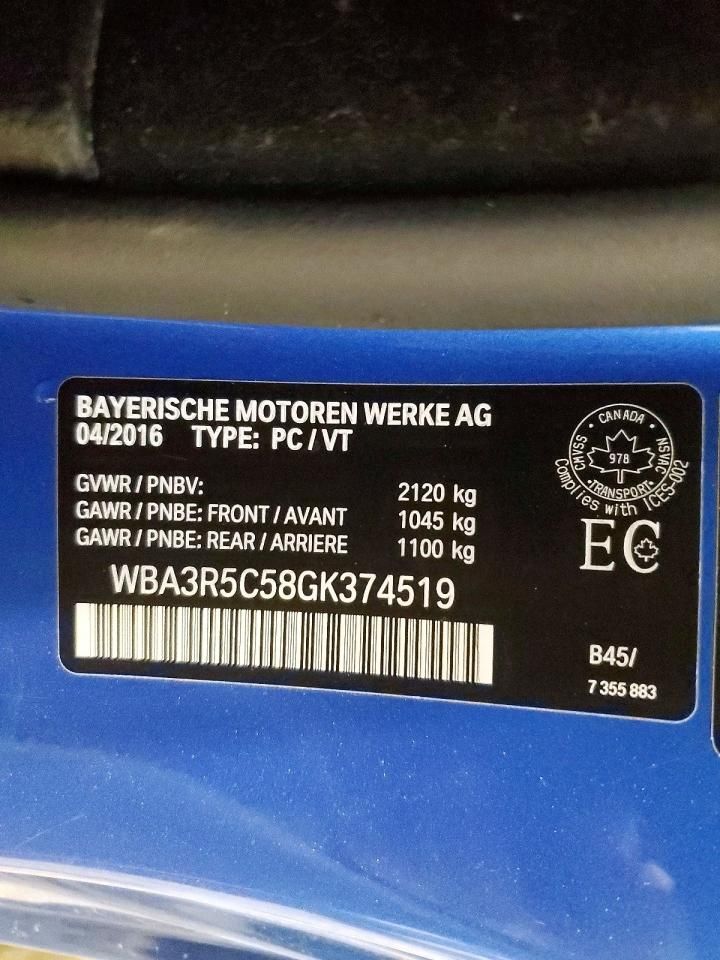 BAYERISCHE MOTOREN WERKE AG
04/2016 TYPE: PC / VT
GVWR / PNBV: 2120 kg
GAWR / PNBE: FRONT / AVANT 1045 kg
GAWR / PNBE: REAR / ARRIERE 1100 kg
WBA3R5C58GK374519
CANADA
CMVSS
NSVAC
978
TRANSPORT
Complies with ICES-002
EC
B45/
7 355 883